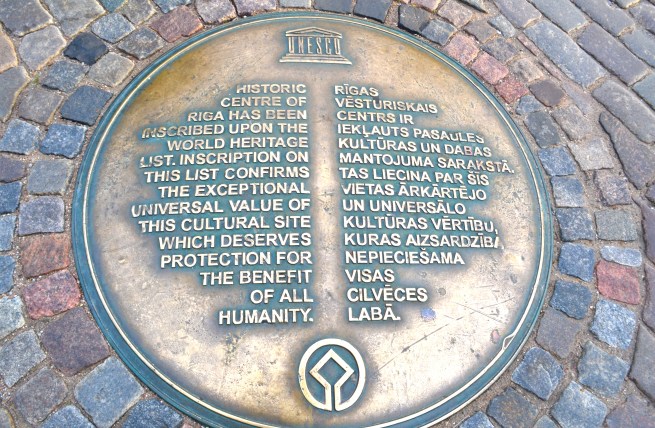 UNESCO
HISTORIC
CENTRE OF
RIGA HAS BEEN
INSCRIBED UPON THE
WORLD HERITAGE
LIST. INSCRIPTION ON
THIS LIST CONFIRMS
THE EXCEPTIONAL
UNIVERSAL VALUE OF
THIS CULTURAL SITE
WHICH DESERVES
PROTECTION FOR
THE BENEFIT
OF ALL
HUMANITY.
RĪGAS
VĒSTURISKAIS
CENTRS IR
IEKĻAUTS PASAULES
KULTŪRAS UN DABAS
MANTOJUMA SARAKSTĀ.
TAS LIECINA PAR ŠĪS
VIETAS ĀRKĀRTĒJO
UN UNIVERSĀLO
KULTŪRAS VĒRTĪBU,
KURAS AIZSARDZĪBA
NEPIECIEŠAMA
VISAS
CILVĒCES
LABĀ.